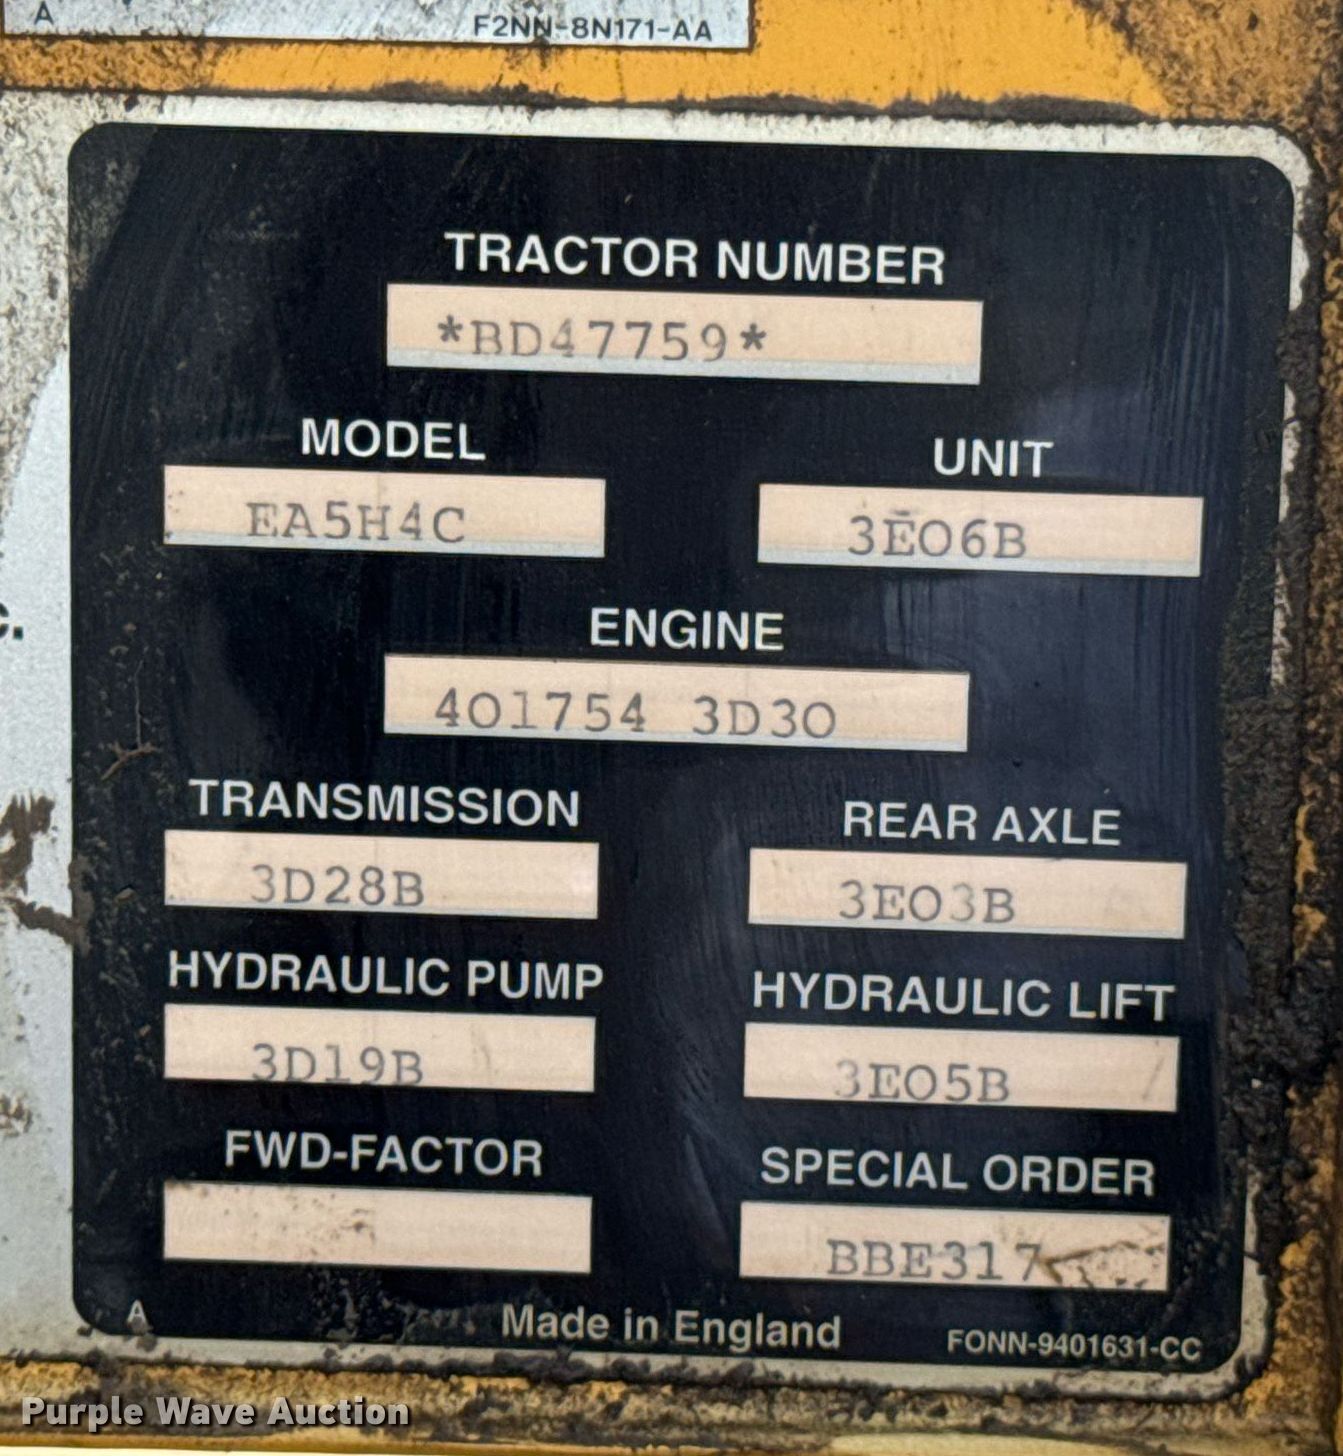 A F2NN-8N171-AA
TRACTOR NUMBER
*BD47759*
MODEL UNIT
EA5H4C 3E06B
ENGINE
401754 3D30
TRANSMISSION REAR AXLE
3D28B 3E03B
HYDRAULIC PUMP HYDRAULIC LIFT
3D19B 3E05B
FWD-FACTOR SPECIAL ORDER
BBE317
A Made in England FONN-9401631-CC
Purple Wave Auction